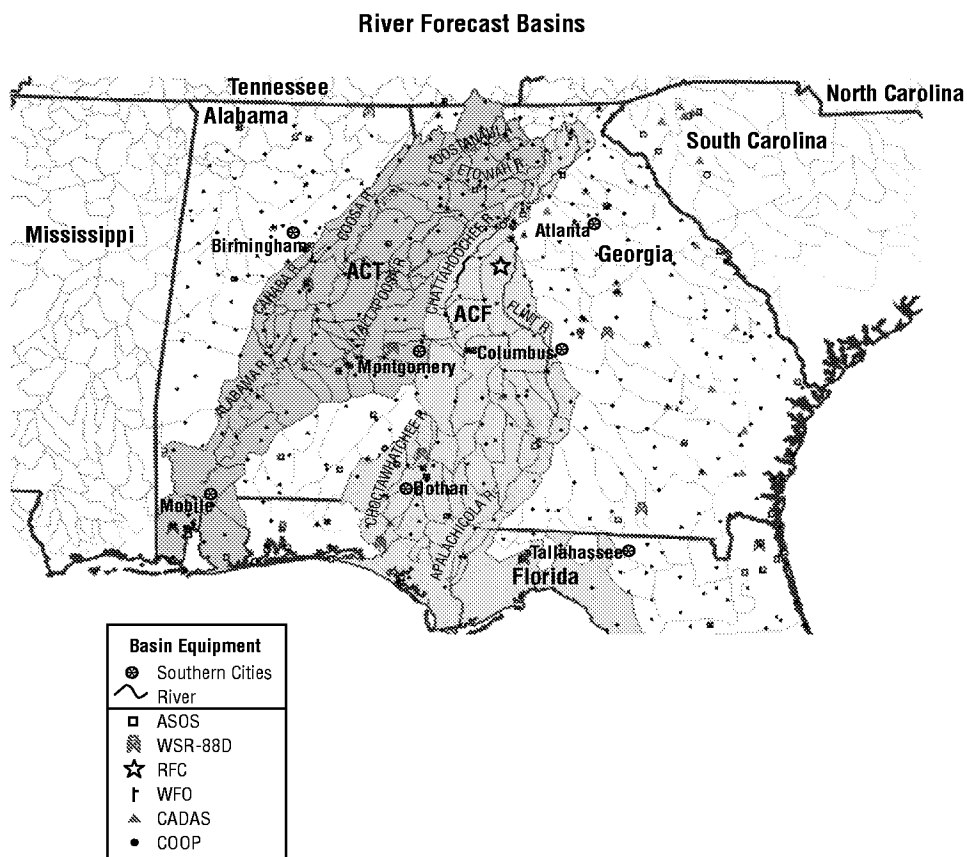 River Forecast Basins
Tennessee
Alabama
North Carolina
South Carolina
OOSTANAULA
ETOWAH R.
COOSA R.
Mississippi
Birmingham
Atlanta
Georgia
CHATTAHOOCHEE R.
CAHABA R.
ACT
TALLAPOOSA R.
ACF
FLINT R.
Montgomery
Columbus
ALABAMA R.
CHOCTAWHATCHEE R.
Dothan
Mobile
APALACHICOLA R.
Tallahassee
Florida
Basin Equipment
Southern Cities
River
ASOS
WSR-88D
RFC
WFO
CADAS
COOP